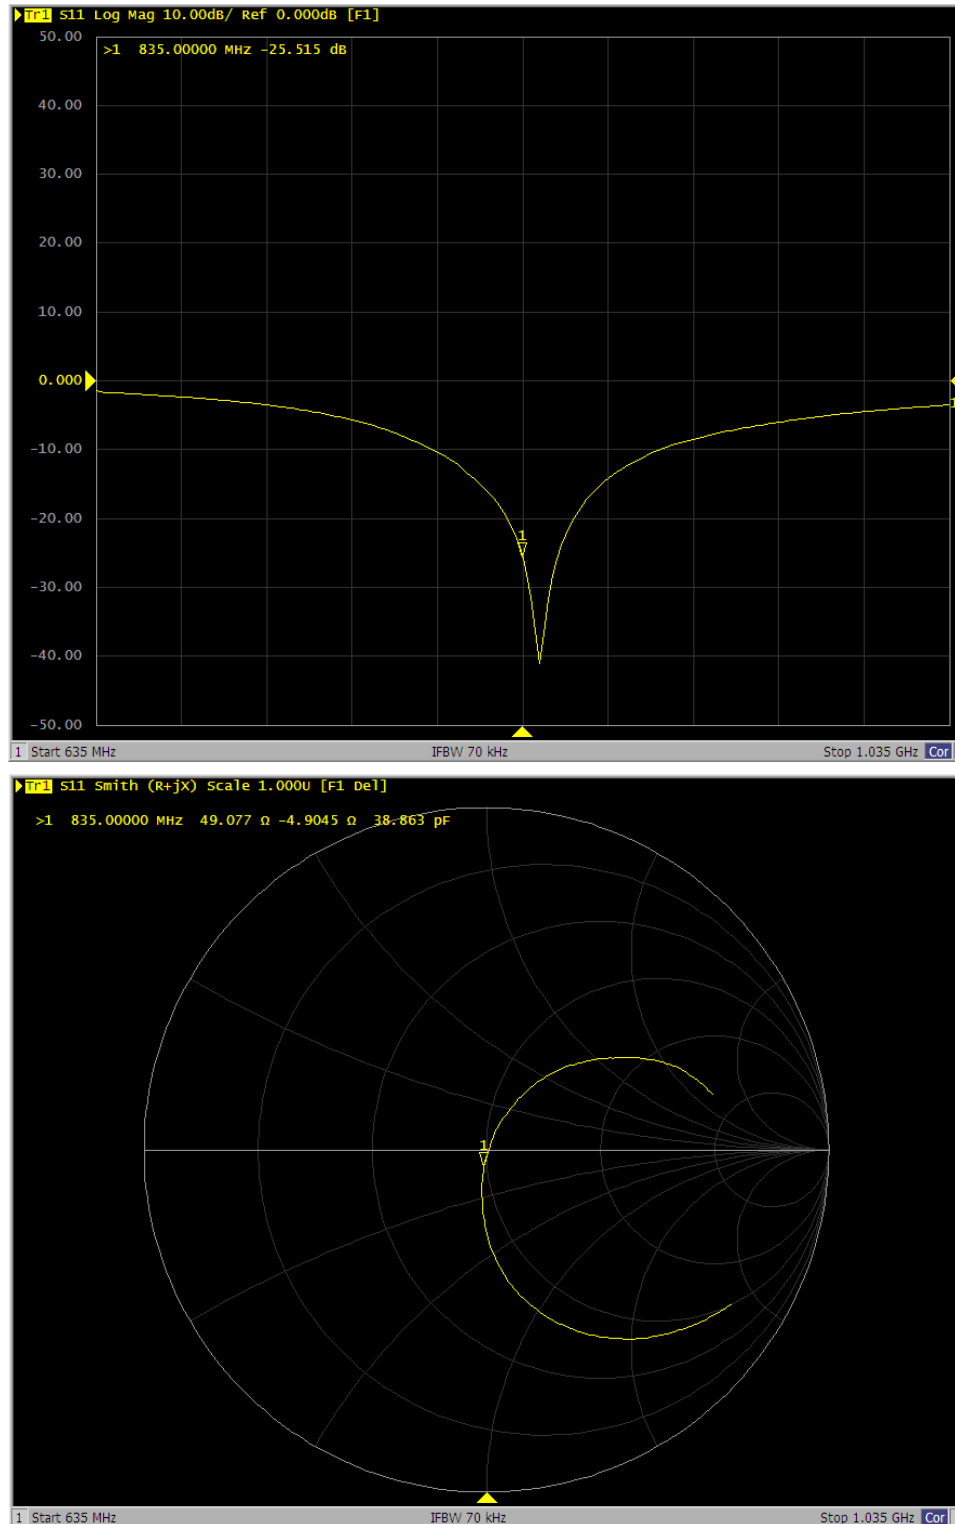 Tr1 S11 Log Mag 10.00dB/ Ref 0.000dB [F1]
50.00
>1 835.00000 MHz -25.515 dB
40.00
30.00
20.00
10.00
0.000
1
-10.00
-20.00
1
-30.00
-40.00
-50.00
1 Start 635 MHz IFBW 70 kHz Stop 1.035 GHz Cor
Tr1 S11 Smith (R+jX) Scale 1.000U [F1 Del]
>1 835.00000 MHz 49.077 Ω -4.9045 Ω 38.863 pF
1
1 Start 635 MHz IFBW 70 kHz Stop 1.035 GHz Cor